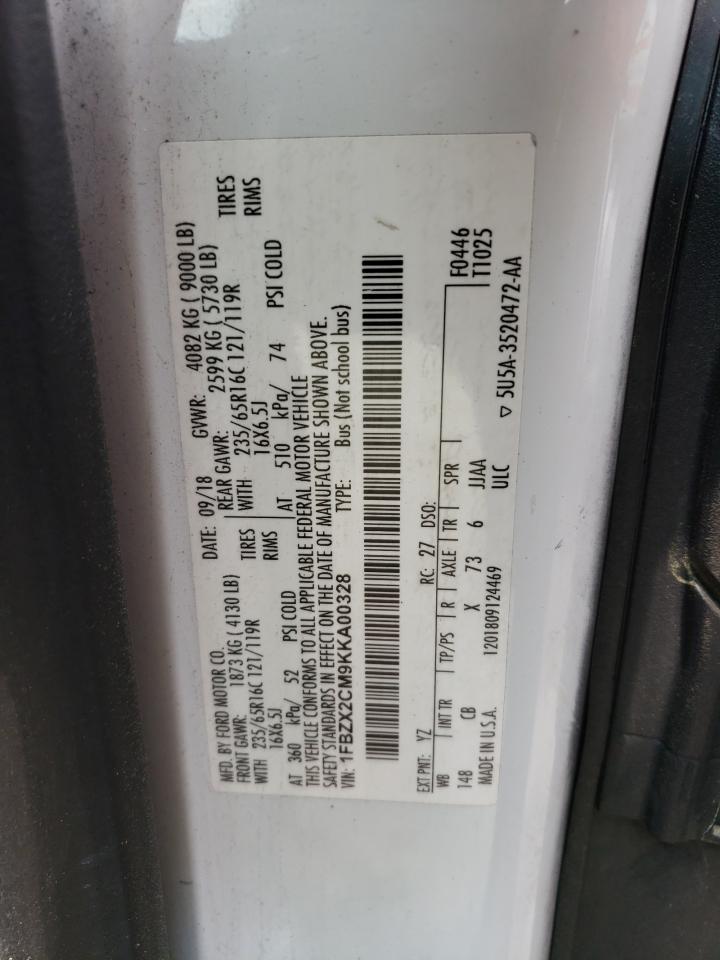 MFD. BY FORD MOTOR CO.
DATE: 09/18 GVWR: 4082 KG ( 9000 LB)
FRONT GAWR: 1873 KG ( 4130 LB) REAR GAWR: 2599 KG ( 5730 LB)
WITH 235/65R16C 121/119R TIRES WITH 235/65R16C 121/119R TIRES
16X6.5J RIMS 16X6.5J RIMS
AT 360 kPa/ 52 PSI COLD AT 510 kPa/ 74 PSI COLD
THIS VEHICLE CONFORMS TO ALL APPLICABLE FEDERAL MOTOR VEHICLE
SAFETY STANDARDS IN EFFECT ON THE DATE OF MANUFACTURE SHOWN ABOVE.
VIN: 1FBZX2CM9KKA00328 TYPE: Bus (Not school bus)
EXT PNT: YZ RC: 27 DSO:
WB INT TR TP/PS R AXLE TR SPR F0446
148 CB X 73 6 JJAA T1025
MADE IN U.S.A. 1201809124469 ULC
▽ 5U5A-3520472-AA